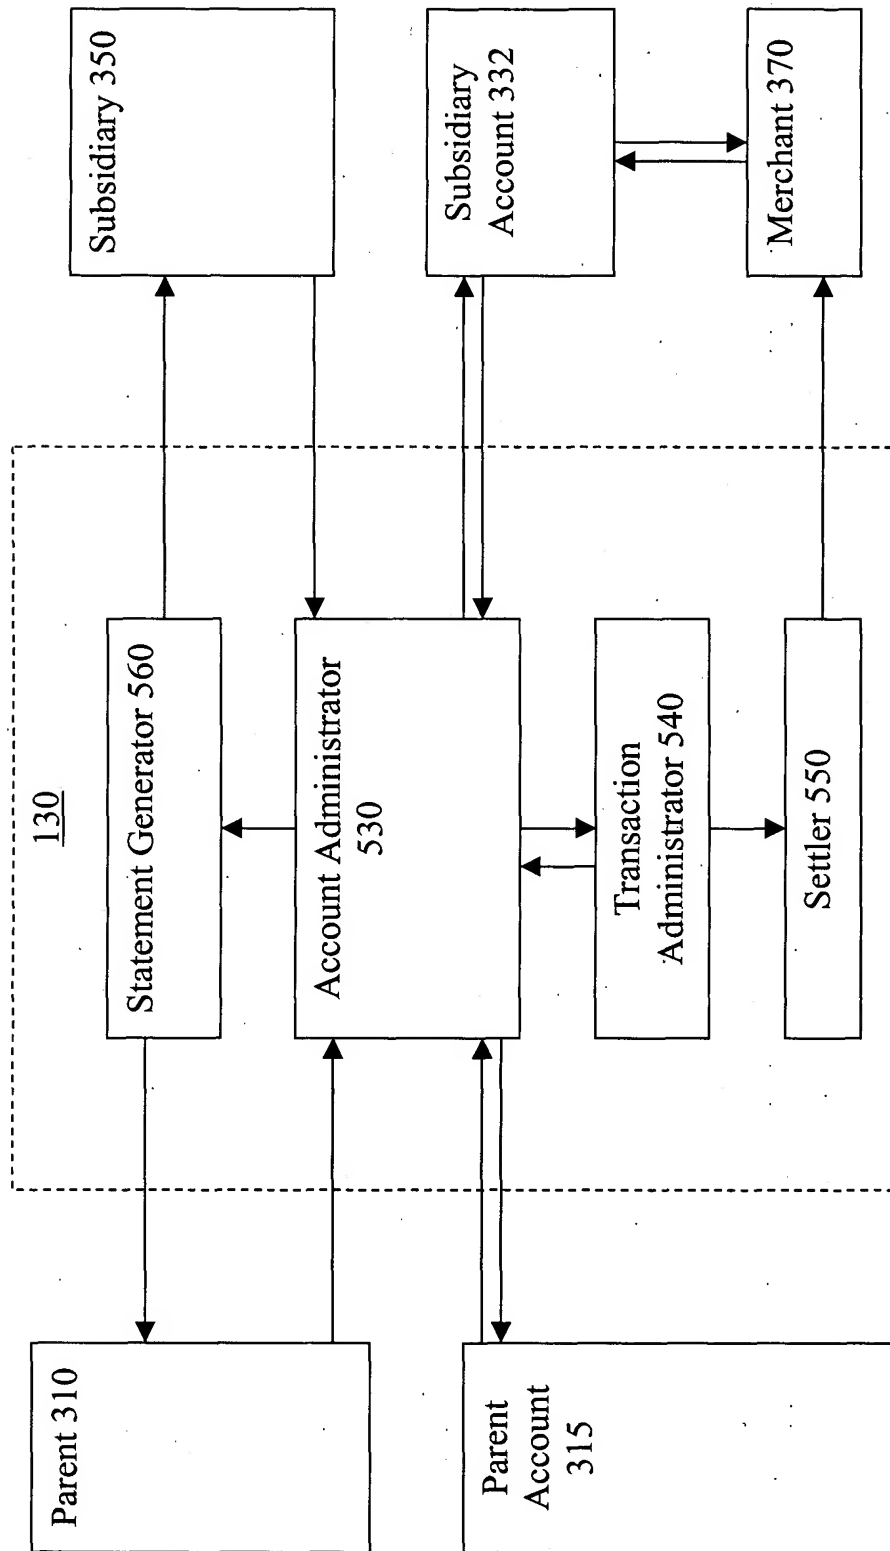 130
Parent 310
Statement Generator 560
Subsidiary 350
Account Administrator
530
Parent
Account
315
Subsidiary
Account 332
Transaction
Administrator 540
Settler 550
Merchant 370